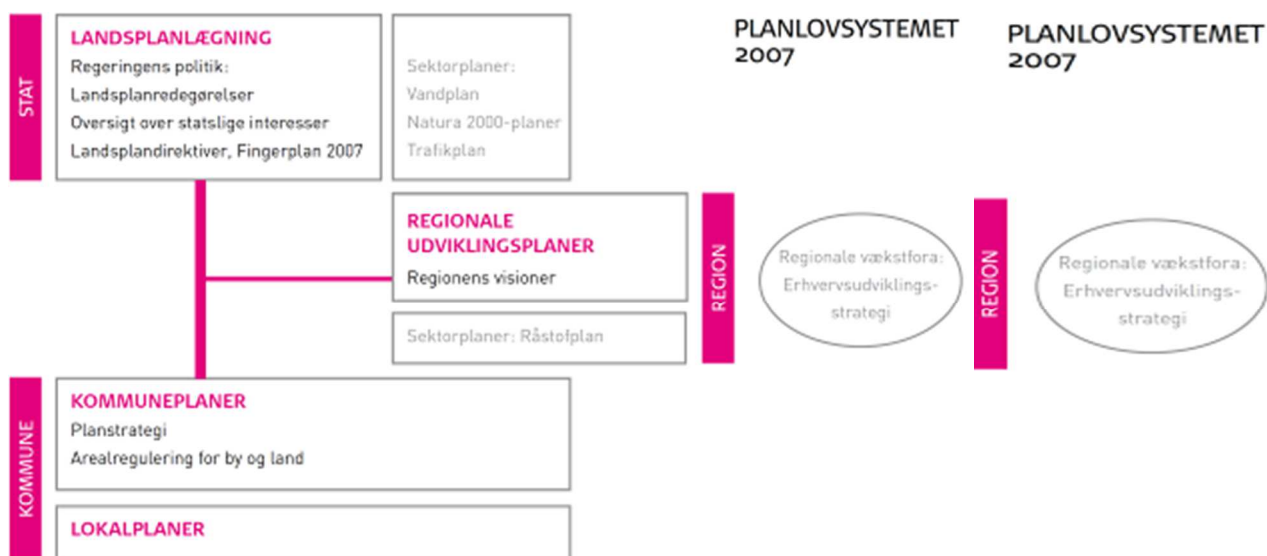 PLANLOVSYSTEMET
2007
PLANLOVSYSTEMET
2007
STAT
LANDSPLANLÆGNING
Regeringens politik:
Landsplanredegørelser
Oversigt over statslige interesser
Landsplandirektiver, Fingerplan 2007
Sektorplaner:
Vandplan
Natura 2000-planer
Trafikplan
REGIONALE
UDVIKLINGSPLANER
Regionens visioner
Sektorplaner: Råstofplan
REGION
Regionale vækstfora:
Erhvervsudviklings-
strategi
REGION
Regionale vækstfora:
Erhvervsudviklings-
strategi
KOMMUNE
KOMMUNEPLANER
Planstrategi
Arealregulering for by og land
LOKALPLANER